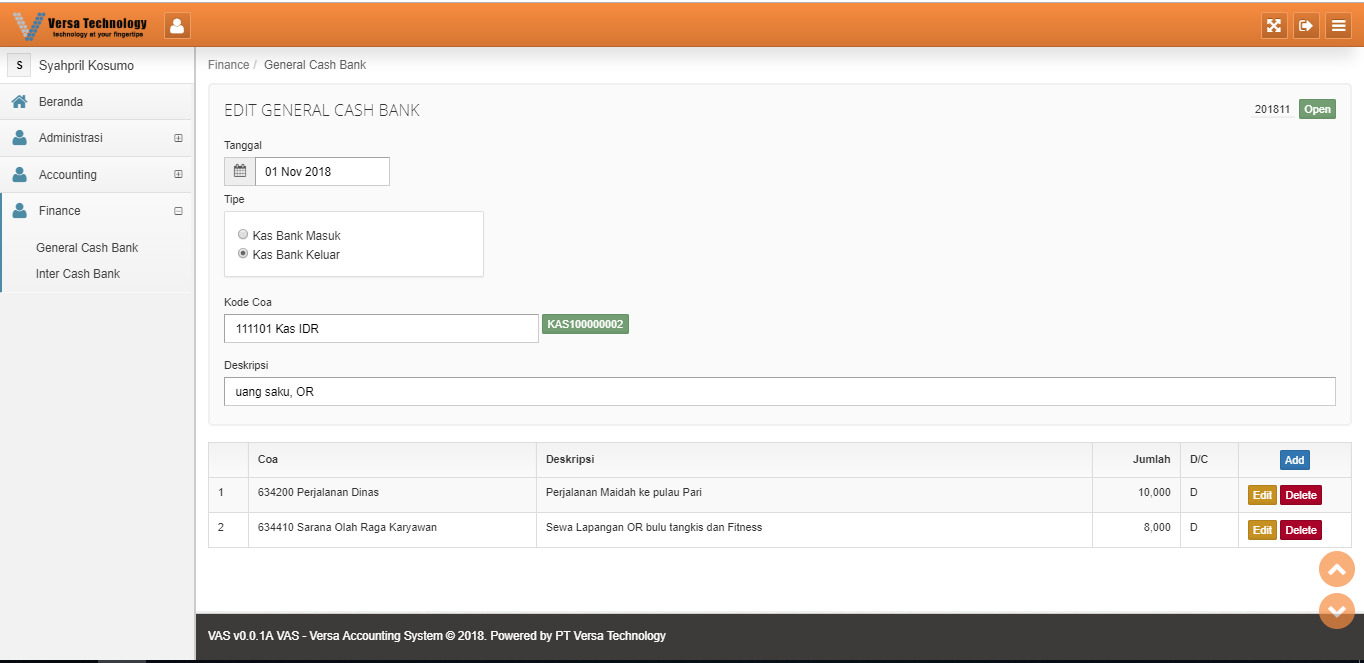 Versa Technology
technology at your fingertips
S Syahpril Kosumo
Beranda
Administrasi
Accounting
Finance
General Cash Bank
Inter Cash Bank
Finance / General Cash Bank
EDIT GENERAL CASH BANK
201811 Open
Tanggal
01 Nov 2018
Tipe
Kas Bank Masuk
Kas Bank Keluar
Kode Coa
111101 Kas IDR KAS100000002
Deskripsi
uang saku, OR
Coa Deskripsi Jumlah D/C Add
1 634200 Perjalanan Dinas Perjalanan Maidah ke pulau Pari 10,000 D Edit Delete
2 634410 Sarana Olah Raga Karyawan Sewa Lapangan OR bulu tangkis dan Fitness 8,000 D Edit Delete
VAS v0.0.1A VAS - Versa Accounting System © 2018. Powered by PT Versa Technology